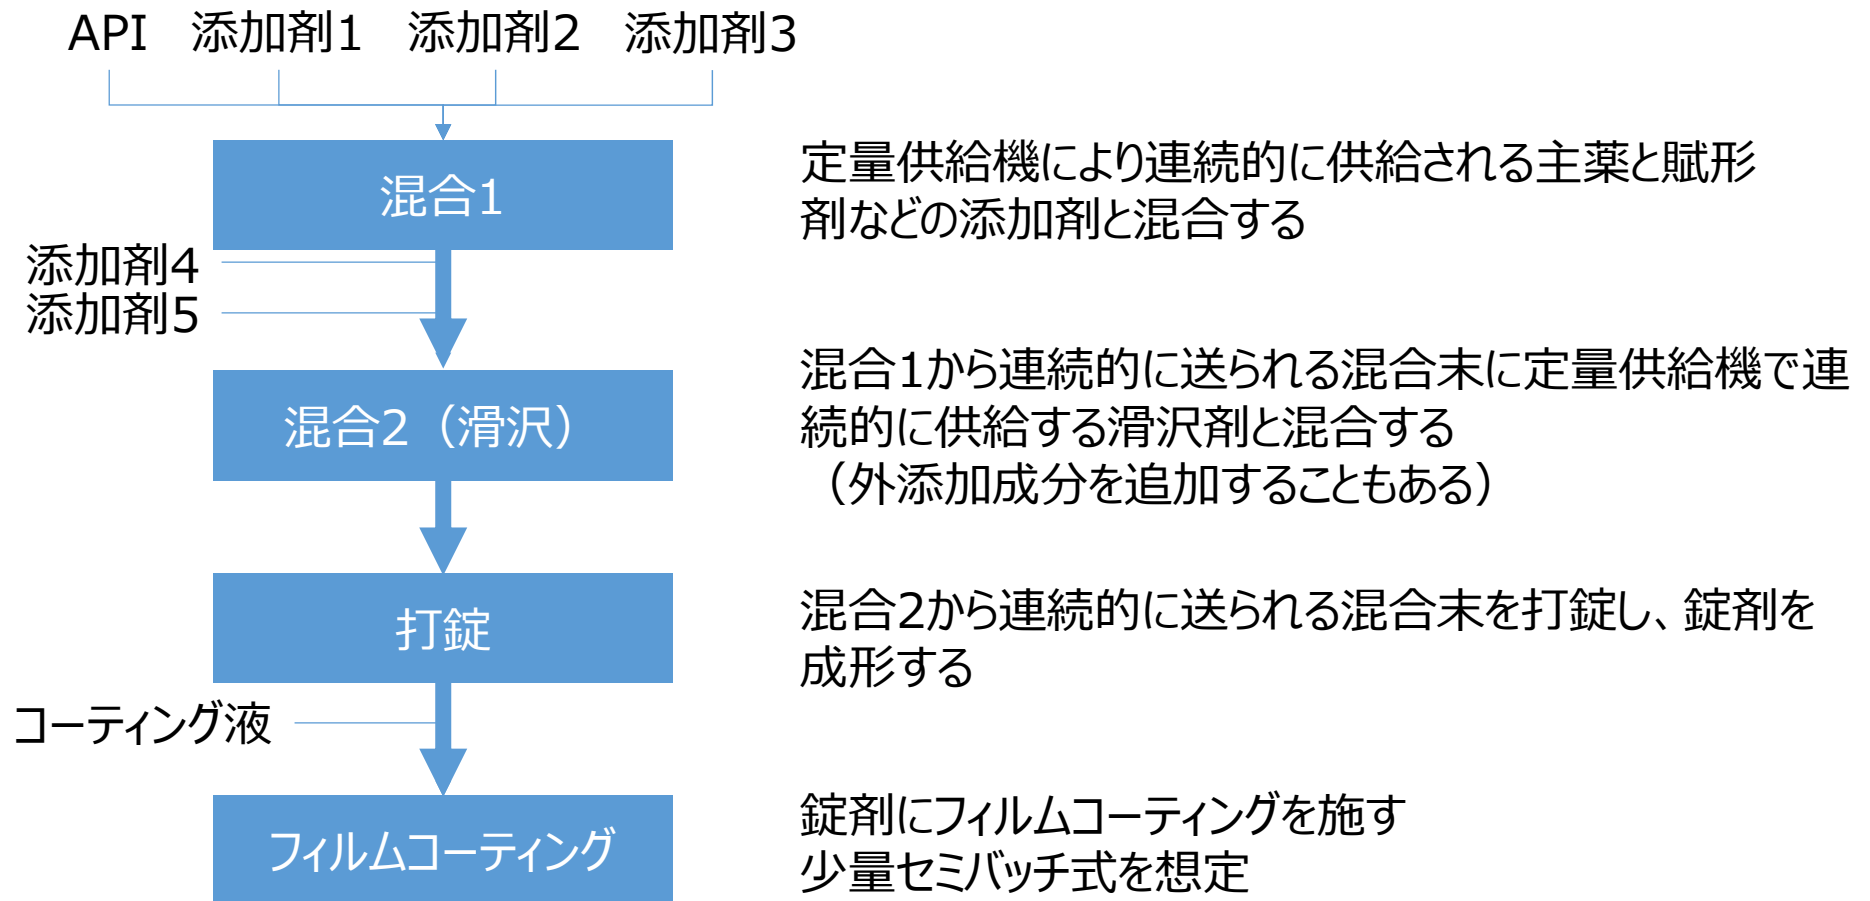 API 添加剤1 添加剤2 添加剤3
混合1
定量供給機により連続的に供給される主薬と賦形
剤などの添加剤と混合する
添加剤4
添加剤5
混合2（滑沢）
混合1から連続的に送られる混合末に定量供給機で連
続的に供給する滑沢剤と混合する
（外添加成分を追加することもある）
打錠
混合2から連続的に送られる混合末を打錠し、錠剤を
成形する
コーティング液
フィルムコーティング
錠剤にフィルムコーティングを施す
少量セミバッチ式を想定